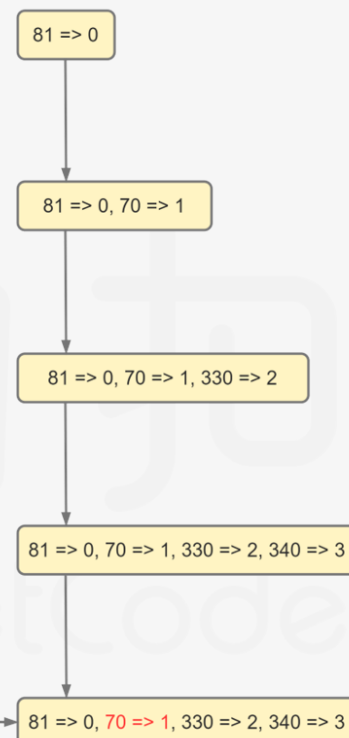 81 => 0
81 => 0, 70 => 1
81 => 0, 70 => 1, 330 => 2
81 => 0, 70 => 1, 330 => 2, 340 => 3
81 => 0, 70 => 1, 330 => 2, 340 => 3